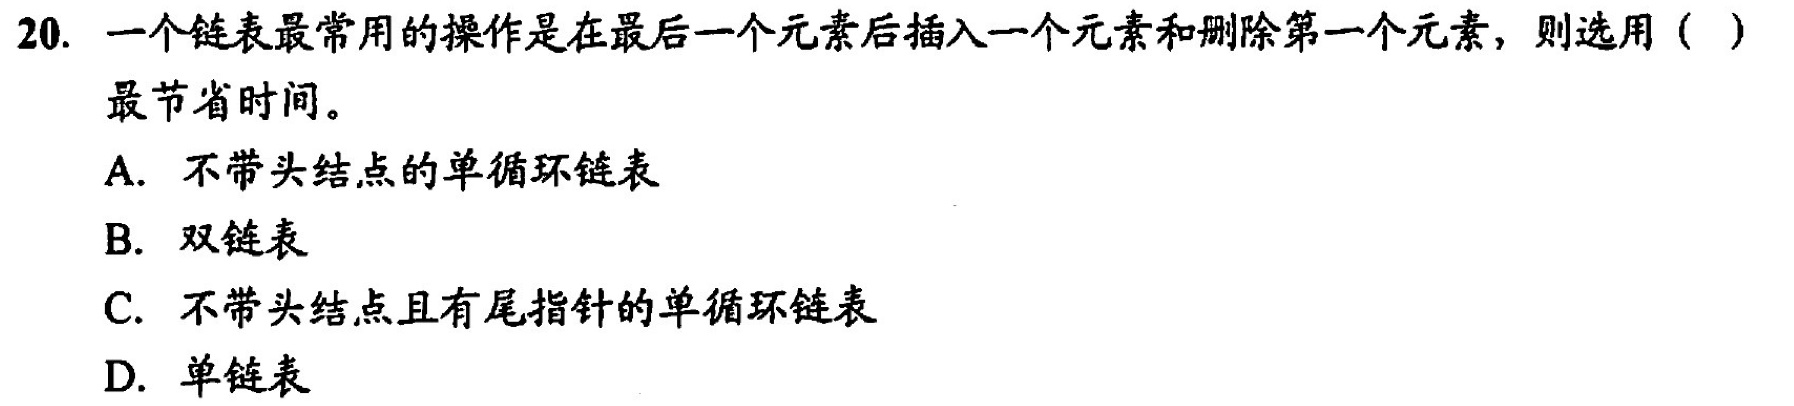 20. 一个链表最常用的操作是在最后一个元素后插入一个元素和删除第一个元素，则选用（ ）
最节省时间。
A. 不带头结点的单循环链表
B. 双链表
C. 不带头结点且有尾指针的单循环链表
D. 单链表